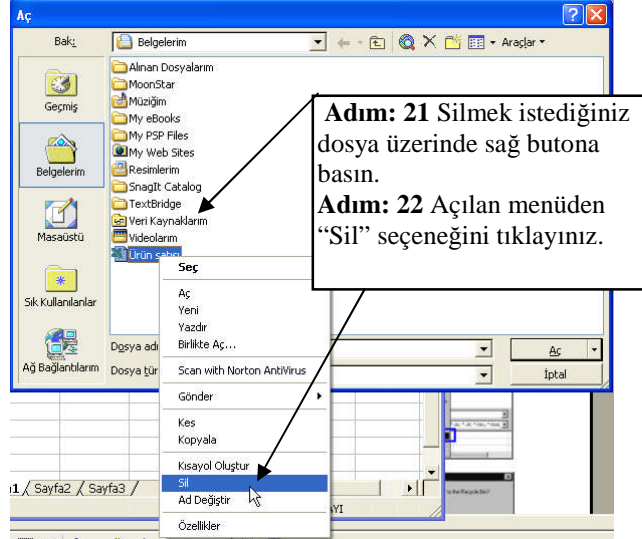 Aç
Bak:
Belgelerim
Araçlar
Geçmiş
Belgelerim
Masaüstü
Sık Kullanılanlar
Ağ Bağlantılarım
Alınan Dosyalarım
MoonStar
Müziğim
My eBooks
My PSP Files
My Web Sites
Resimlerim
SnagIt Catalog
TextBridge
Veri Kaynaklarım
Videolarım
Ürün satışı
Adım: 21 Silmek istediğiniz
dosya üzerinde sağ butona
basın.
Adım: 22 Açılan menüden
“Sil” seçeneğini tıklayınız.
Seç
Aç
Yeni
Yazdır
Birlikte Aç...
Scan with Norton AntiVirus
Gönder
Kes
Kopyala
Kısayol Oluştur
Sil
Ad Değiştir
Özellikler
Dosya adı
Dosya tür
Aç
İptal
1 / Sayfa2 / Sayfa3 /
AYI